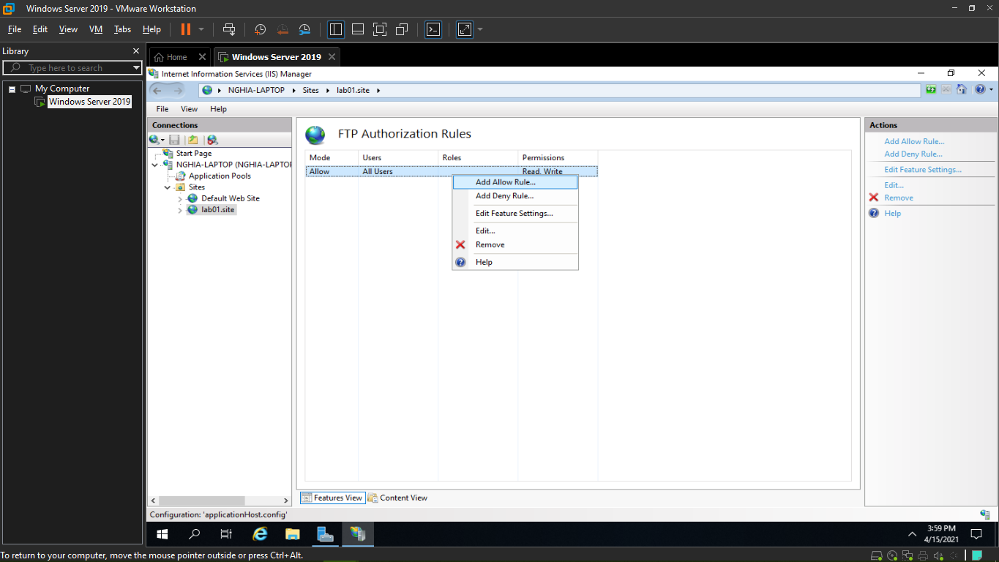 Windows Server 2019 - VMware Workstation
File Edit View VM Tabs Help
Library
Type here to search
My Computer
Windows Server 2019
Home
Windows Server 2019
Internet Information Services (IIS) Manager
NGHIA-LAPTOP Sites lab01.site
File View Help
Connections
Start Page
NGHIA-LAPTOP (NGHIA-LAPTOP
Application Pools
Sites
Default Web Site
lab01.site
FTP Authorization Rules
Mode Users Roles Permissions
Allow All Users Read, Write
Add Allow Rule...
Add Deny Rule...
Edit Feature Settings...
Edit...
Remove
Help
Actions
Add Allow Rule...
Add Deny Rule...
Edit Feature Settings...
Edit...
Remove
Help
Features View Content View
Configuration: 'applicationHost.config'
3:59 PM
4/15/2021
To return to your computer, move the mouse pointer outside or press Ctrl+Alt.